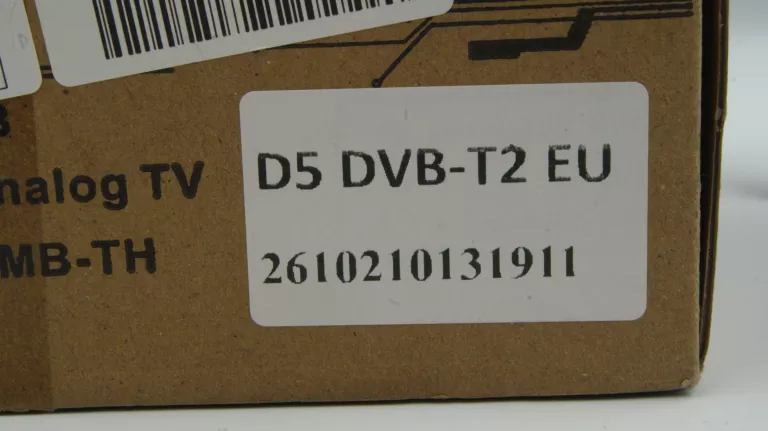 nalog TV
MB-TH
D5 DVB-T2 EU
2610210131911